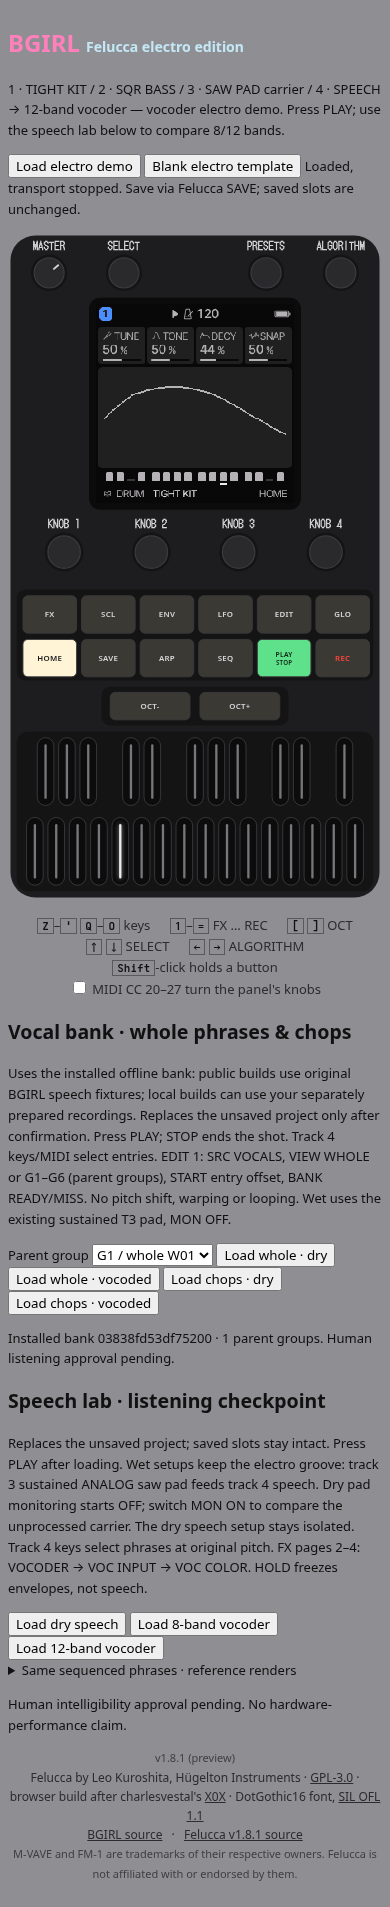 BGIRL Felucca electro edition
1 · TIGHT KIT / 2 · SQR BASS / 3 · SAW PAD carrier / 4 · SPEECH
→ 12-band vocoder — vocoder electro demo. Press PLAY; use
the speech lab below to compare 8/12 bands.
Load electro demo Blank electro template Loaded,
transport stopped. Save via Felucca SAVE; saved slots are
unchanged.
MASTER SELECT PRESETS ALGORITHM
1 120
TUNE TONE DECY SNAP
50 % 50 % 44 % 50 %
DRUM TIGHT KIT HOME
KNOB 1 KNOB 2 KNOB 3 KNOB 4
FX SCL ENV LFO EDIT GLO
HOME SAVE ARP SEQ PLAY STOP REC
OCT- OCT+
Z–' Q–O keys 1–= FX … REC [ ] OCT
↑ ↓ SELECT ← → ALGORITHM
Shift-click holds a button
MIDI CC 20–27 turn the panel's knobs
Vocal bank · whole phrases & chops
Uses the installed offline bank: public builds use original
BGIRL speech fixtures; local builds can use your separately
prepared recordings. Replaces the unsaved project only after
confirmation. Press PLAY; STOP ends the shot. Track 4
keys/MIDI select entries. EDIT 1: SRC VOCALS, VIEW WHOLE
or G1–G6 (parent groups), START entry offset, BANK
READY/MISS. No pitch shift, warping or looping. Wet uses the
existing sustained T3 pad, MON OFF.
Parent group G1 / whole W01 Load whole · dry
Load whole · vocoded Load chops · dry
Load chops · vocoded
Installed bank 03838fd53df75200 · 1 parent groups. Human
listening approval pending.
Speech lab · listening checkpoint
Replaces the unsaved project; saved slots stay intact. Press
PLAY after loading. Wet setups keep the electro groove: track
3 sustained ANALOG saw pad feeds track 4 speech. Dry pad
monitoring starts OFF; switch MON ON to compare the
unprocessed carrier. The dry speech setup stays isolated.
Track 4 keys select phrases at original pitch. FX pages 2–4:
VOCODER → VOC INPUT → VOC COLOR. HOLD freezes
envelopes, not speech.
Load dry speech Load 8-band vocoder
Load 12-band vocoder
▶ Same sequenced phrases · reference renders
Human intelligibility approval pending. No hardware-
performance claim.
v1.8.1 (preview)
Felucca by Leo Kuroshita, Hügelton Instruments · GPL-3.0 ·
browser build after charlesvestal's X0X · DotGothic16 font, SIL OFL
1.1
BGIRL source · Felucca v1.8.1 source
M-VAVE and FM-1 are trademarks of their respective owners. Felucca is
not affiliated with or endorsed by them.